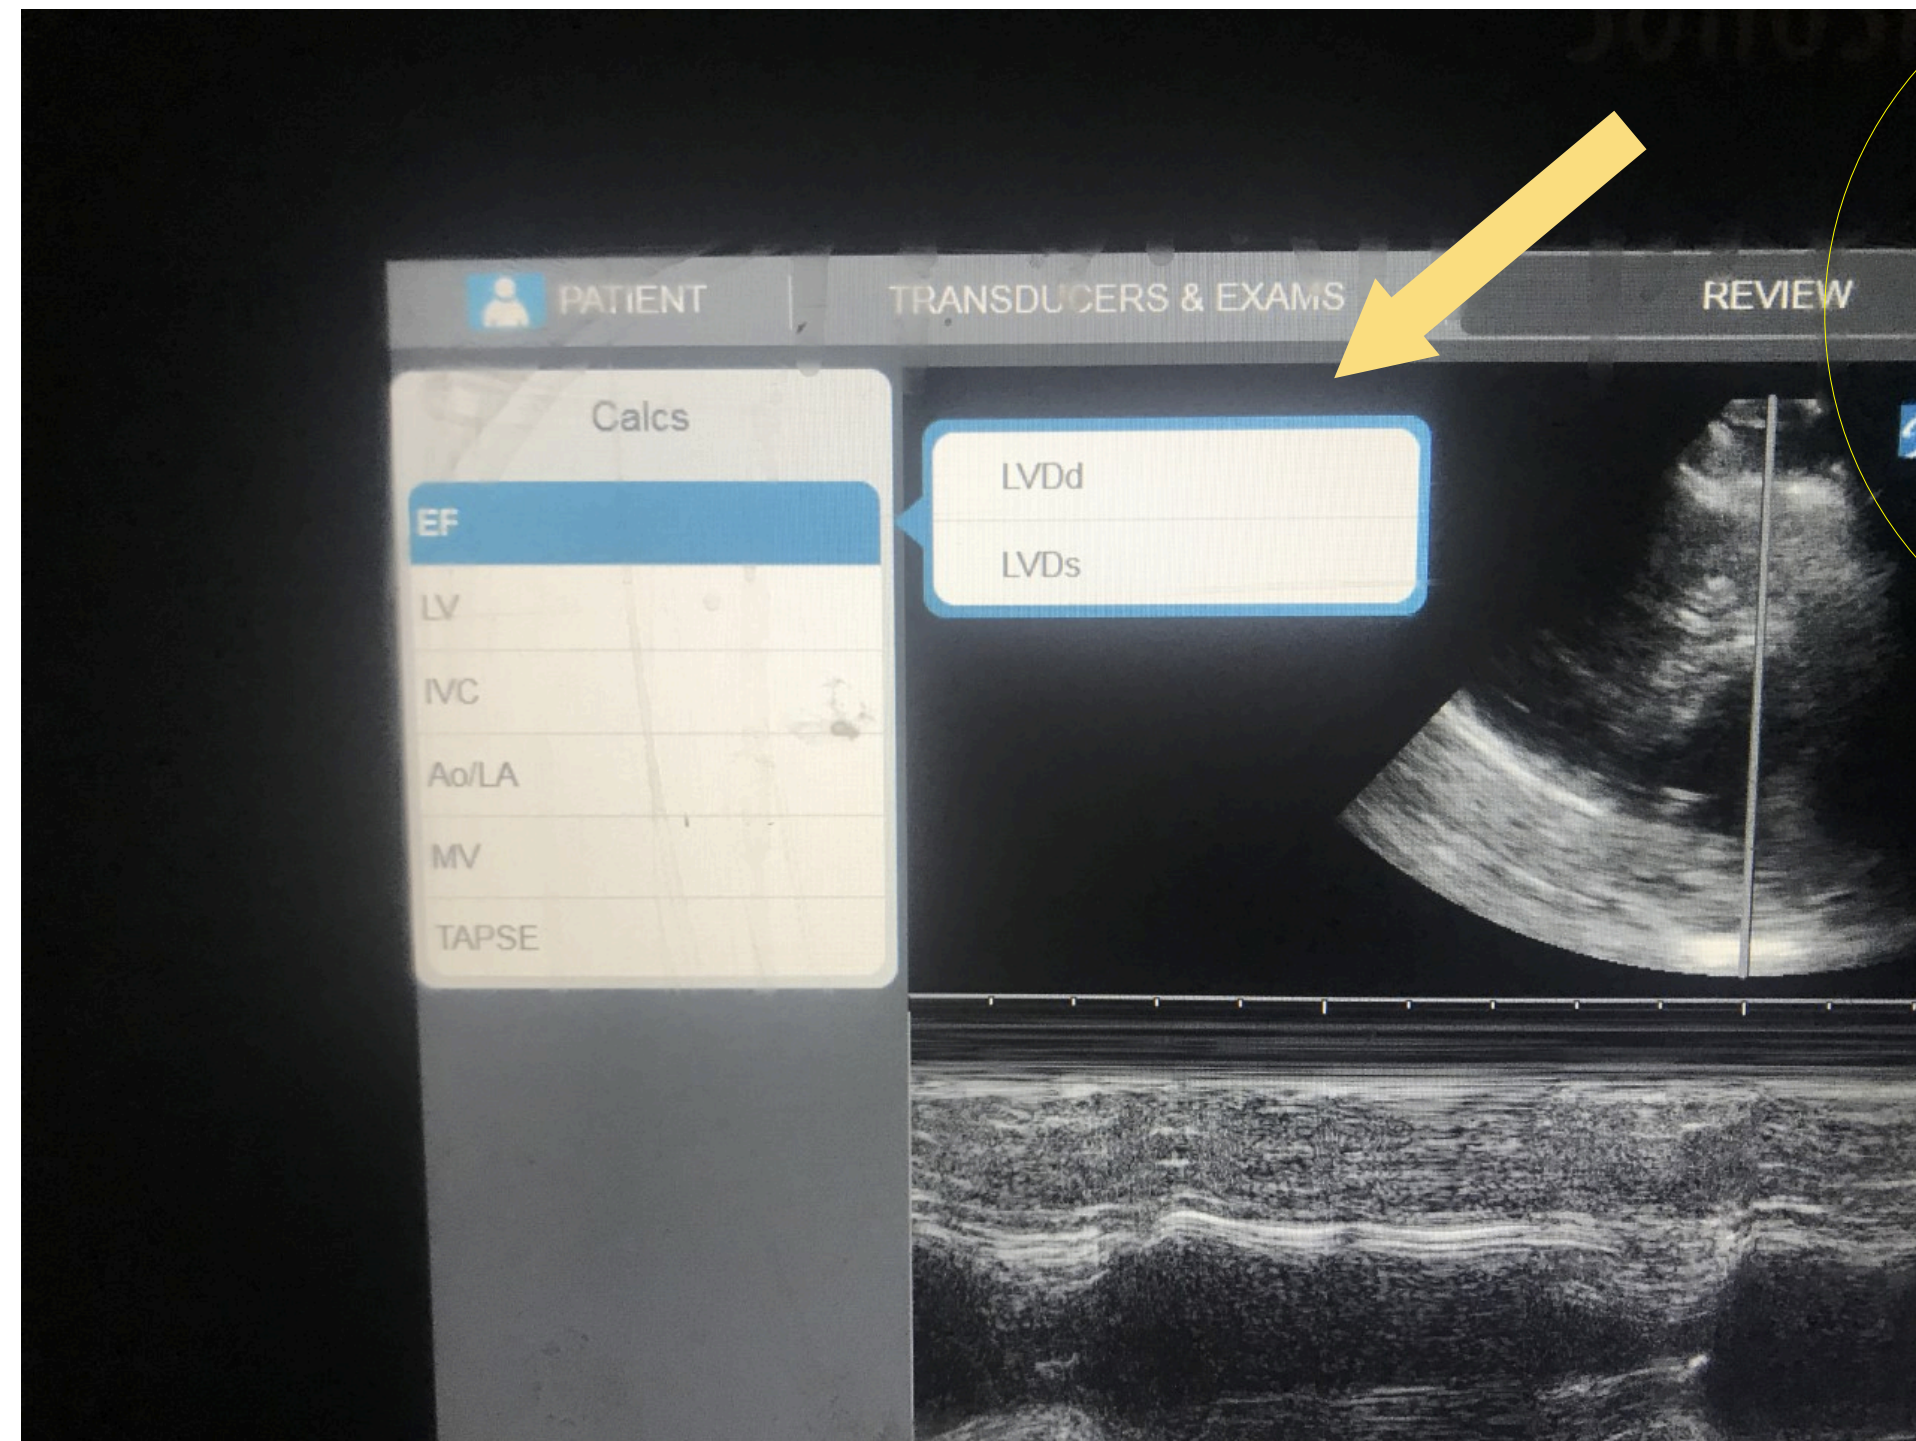 PATIENT
TRANSDUCERS & EXAMS
REVIEW
Calcs
EF
LV
IVC
Ao/LA
MV
TAPSE
LVDd
LVDs